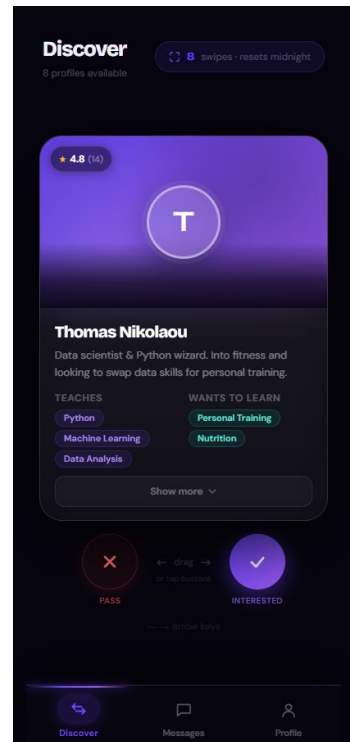 Discover
8 swipes · resets midnight
8 profiles available
★ 4.8 (14)
T
Thomas Nikolaou
Data scientist & Python wizard. Into fitness and
looking to swap data skills for personal training.
TEACHES
Python
Machine Learning
Data Analysis
WANTS TO LEARN
Personal Training
Nutrition
Show more
← drag →
or tap buttons
PASS
INTERESTED
←→ arrow keys
Discover
Messages
Profile